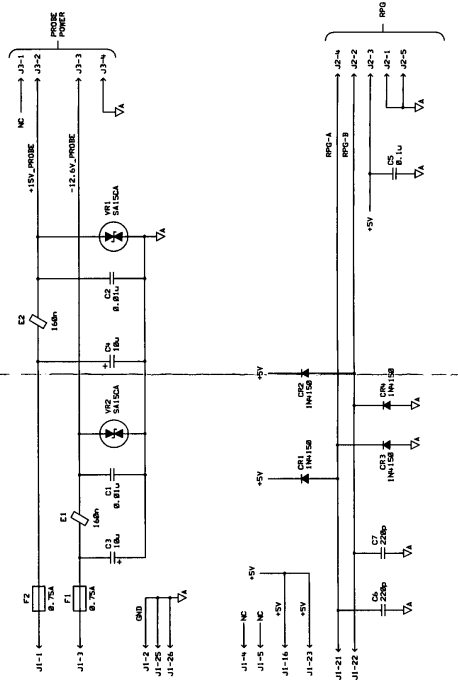 PROBE
POWER
NC
J3-1
J3-2
J3-3
J3-4
A
+15V_PROBE
-12.6V_PROBE
VR1
SA15CA
A
C2
0.01u
E2
160n
+
C4
10u
VR2
SA15CA
C1
0.01u
E1
160n
C3
10u
+
F2
0.75A
F1
0.75A
J1-1
J1-3
GND
J1-2
J1-25
J1-26
A
RPG
J2-4
J2-2
J2-3
J2-1
J2-5
A
RPG-A
RPG-B
C5
0.1u
A
+5V
+5V
CR2
1N4150
+5V
CR1
1N4150
CR4
1N4150
A
CR3
1N4150
A
C7
220p
A
C6
220p
A
+5V
J1-4
NC
J1-5
NC
J1-16
+5V
J1-23
+5V
J1-21
J1-22